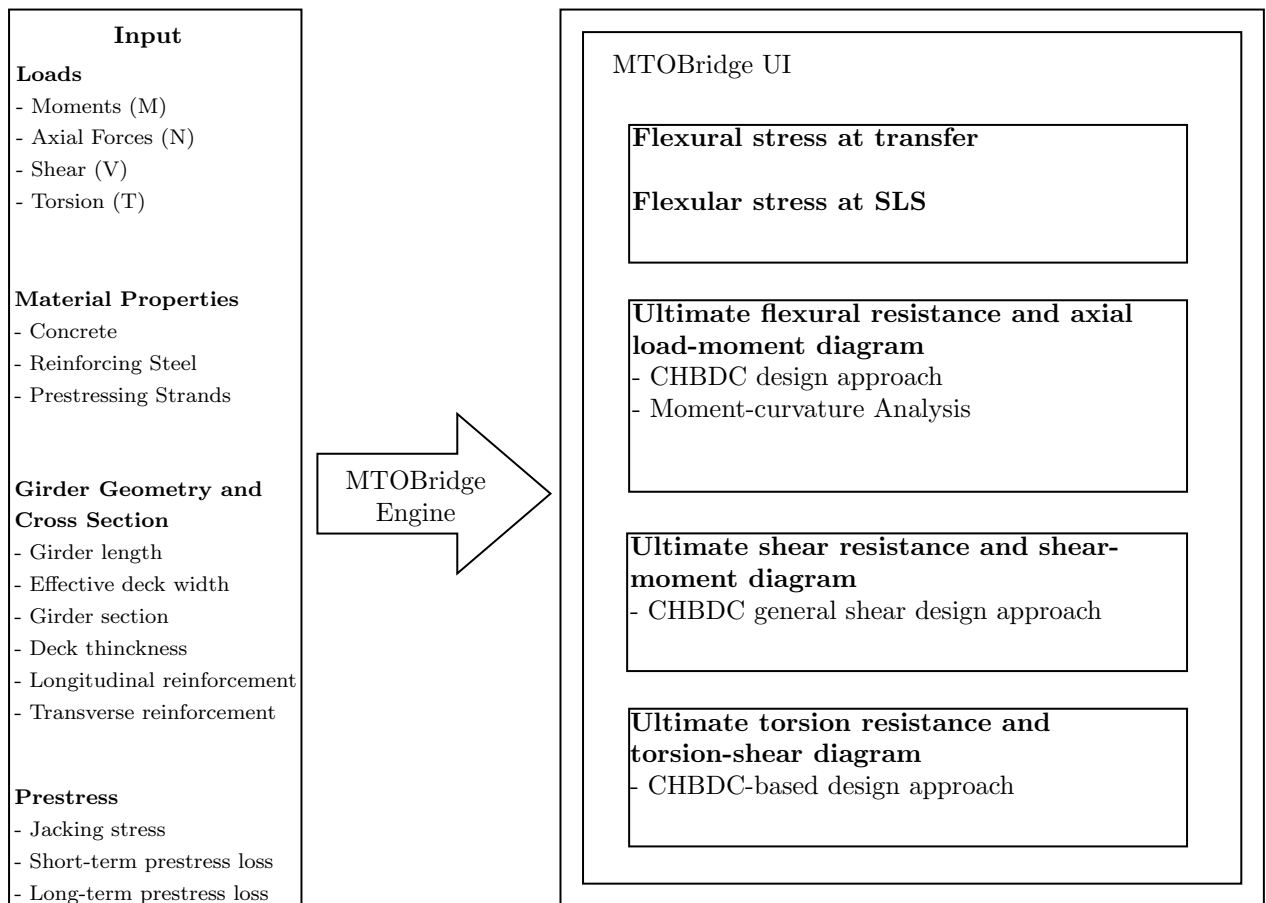 Input
Loads
- Moments (M)
- Axial Forces (N)
- Shear (V)
- Torsion (T)
Material Properties
- Concrete
- Reinforcing Steel
- Prestressing Strands
Girder Geometry and
Cross Section
- Girder length
- Effective deck width
- Girder section
- Deck thinckness
- Longitudinal reinforcement
- Transverse reinforcement
Prestress
- Jacking stress
- Short-term prestress loss
- Long-term prestress loss
MTOBridge
Engine
MTOBridge UI
Flexural stress at transfer
Flexular stress at SLS
Ultimate flexural resistance and axial
load-moment diagram
- CHBDC design approach
- Moment-curvature Analysis
Ultimate shear resistance and shear-
moment diagram
- CHBDC general shear design approach
Ultimate torsion resistance and
torsion-shear diagram
- CHBDC-based design approach